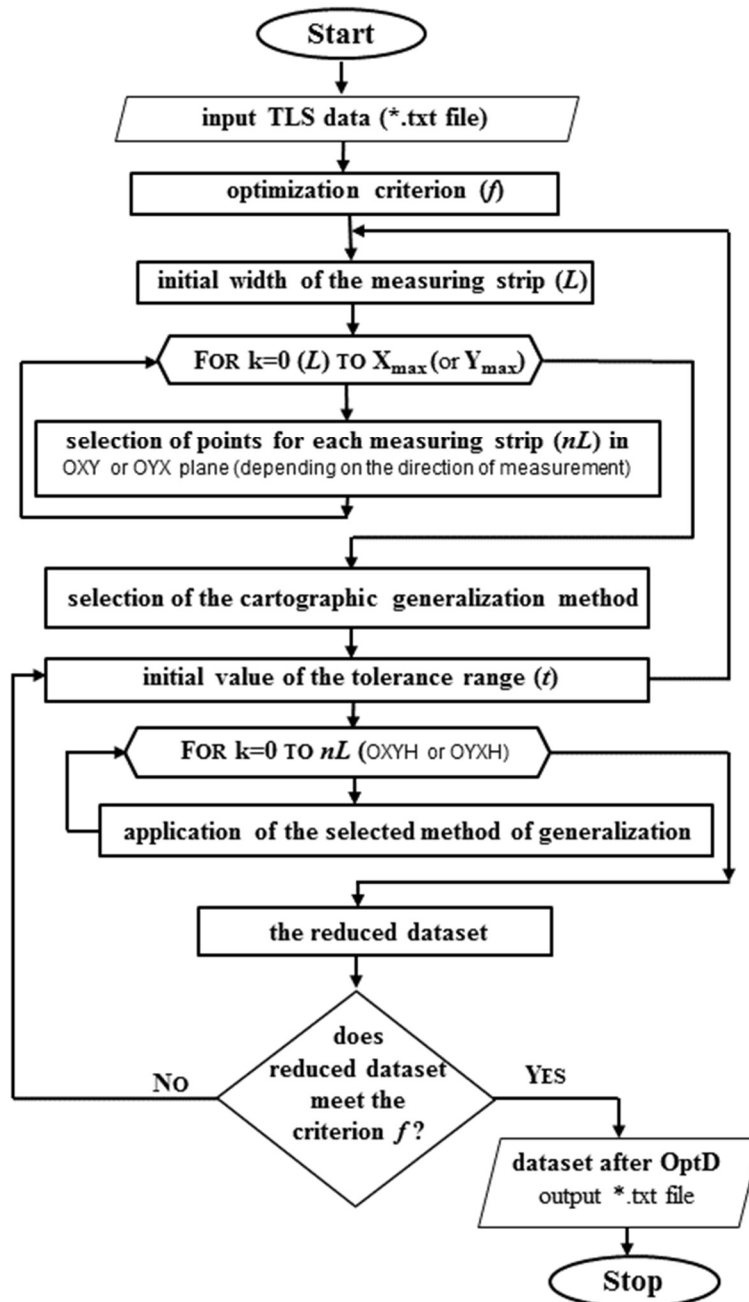 Start
input TLS data (*.txt file)
optimization criterion (f)
initial width of the measuring strip (L)
FOR k=0 (L) TO Xmax (or Ymax)
selection of points for each measuring strip (nL) in
OXY or OYX plane (depending on the direction of measurement)
selection of the cartographic generalization method
initial value of the tolerance range (t)
FOR k=0 TO nL (OXYH or OYXH)
application of the selected method of generalization
the reduced dataset
does
reduced dataset
meet the
criterion f?
NO
YES
dataset after OptD
output *.txt file
Stop